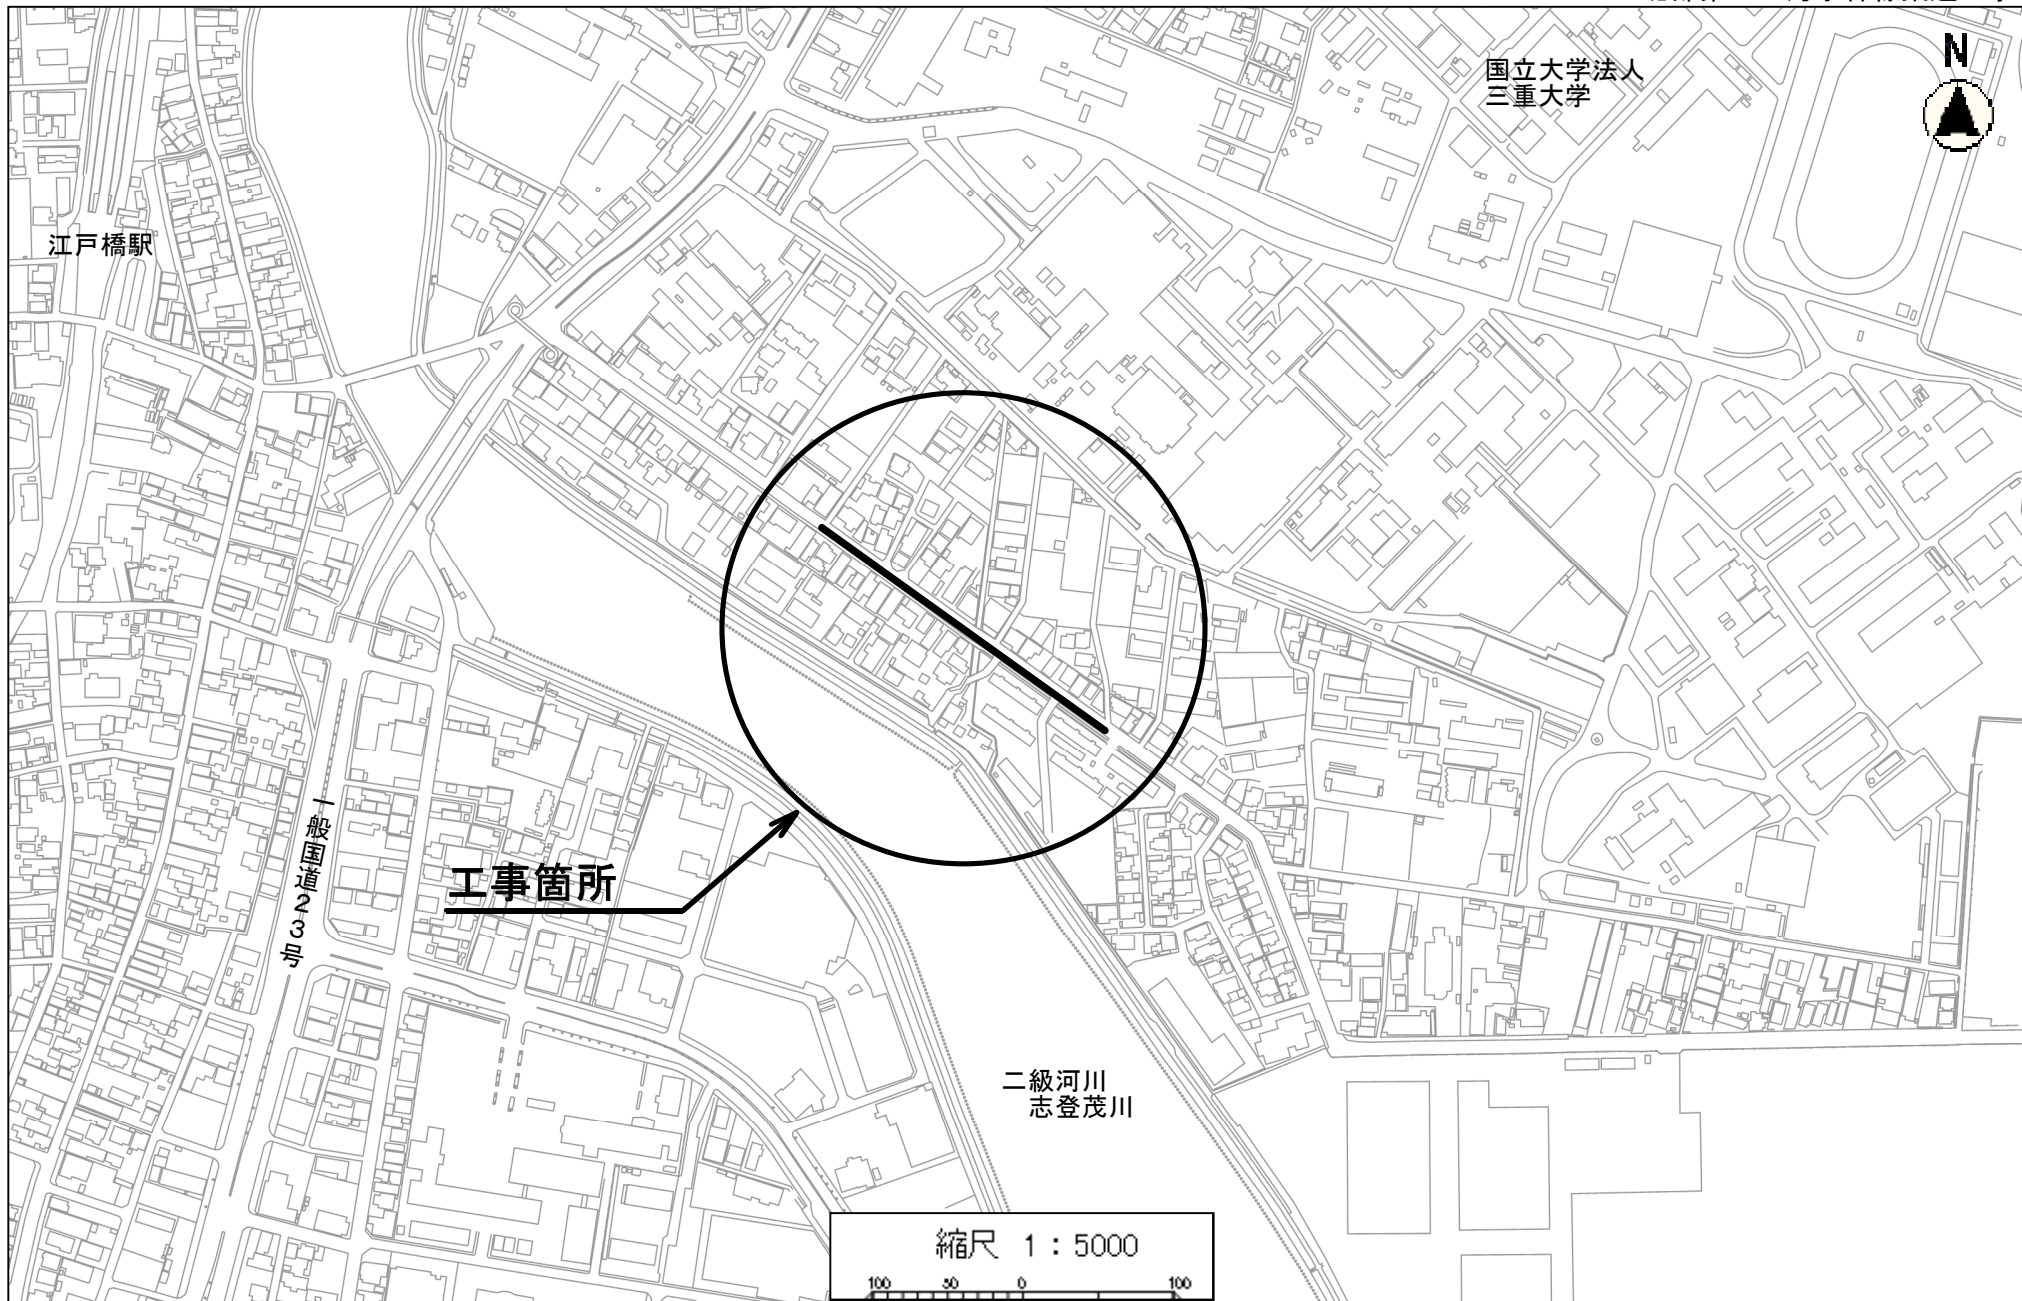 国立大学法人
三重大学
N
江戸橋駅
一般国道23号
工事箇所
二級河川
志登茂川
縮尺 1:5000
100 50 0 100